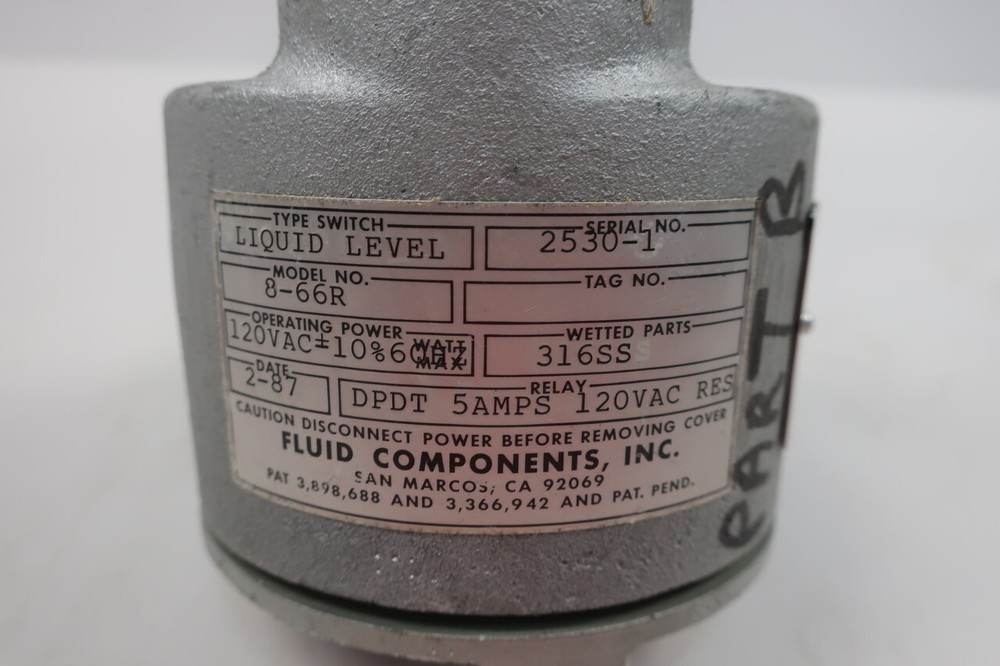 TYPE SWITCH
LIQUID LEVEL
SERIAL NO.
2530-1
MODEL NO.
8-66R
TAG NO.
OPERATING POWER
120VAC±10%60HZ
WATT MAX
WETTED PARTS
316SS
DATE
2-87
RELAY
DPDT 5AMPS 120VAC RES
CAUTION DISCONNECT POWER BEFORE REMOVING COVER
FLUID COMPONENTS, INC.
SAN MARCOS, CA 92069
PAT 3,898,688 AND 3,366,942 AND PAT. PEND.
PART B